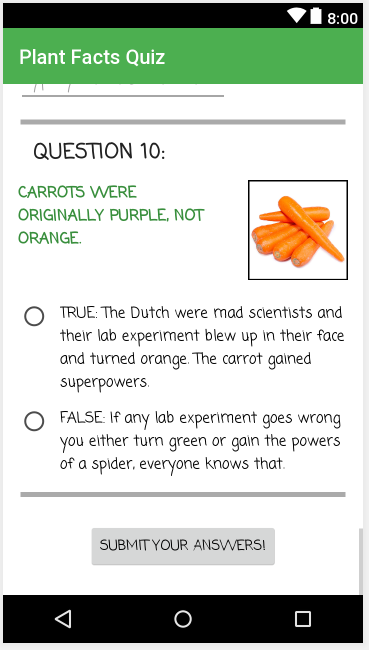 8:00
Plant Facts Quiz
QUESTION 10:
CARROTS WERE
ORIGINALLY PURPLE, NOT
ORANGE.
TRUE: The Dutch were mad scientists and
their lab experiment blew up in their face
and turned orange. The carrot gained
superpowers.
FALSE: If any lab experiment goes wrong
you either turn green or gain the powers
of a spider, everyone knows that.
SUBMIT YOUR ANSWERS!